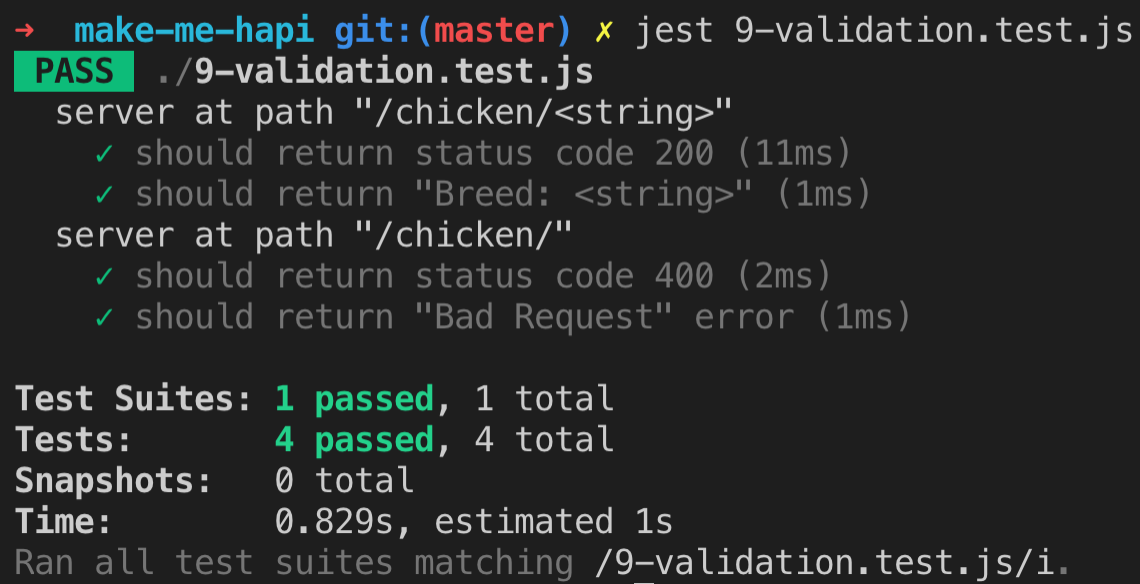 ➜  make-me-hapi git:(master) ✗ jest 9-validation.test.js
PASS ./9-validation.test.js
server at path "/chicken/<string>"
✓ should return status code 200 (11ms)
✓ should return "Breed: <string>" (1ms)
server at path "/chicken/"
✓ should return status code 400 (2ms)
✓ should return "Bad Request" error (1ms)
Test Suites: 1 passed, 1 total
Tests: 4 passed, 4 total
Snapshots: 0 total
Time: 0.829s, estimated 1s
Ran all test suites matching /9-validation.test.js/i.